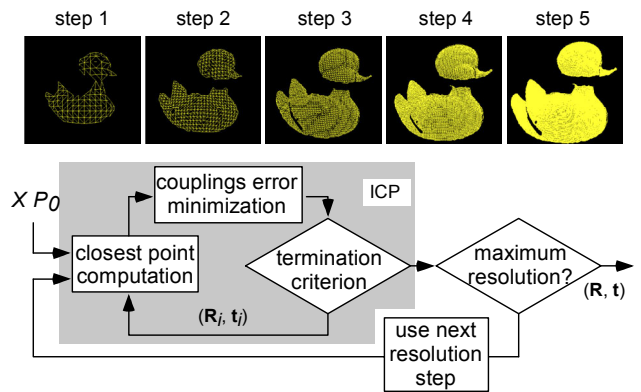 step 1 step 2 step 3 step 4 step 5
couplings error
minimization
ICP
X P0
closest point
computation
termination
criterion
maximum
resolution?
(R, t)
(Ri, ti)
use next
resolution
step